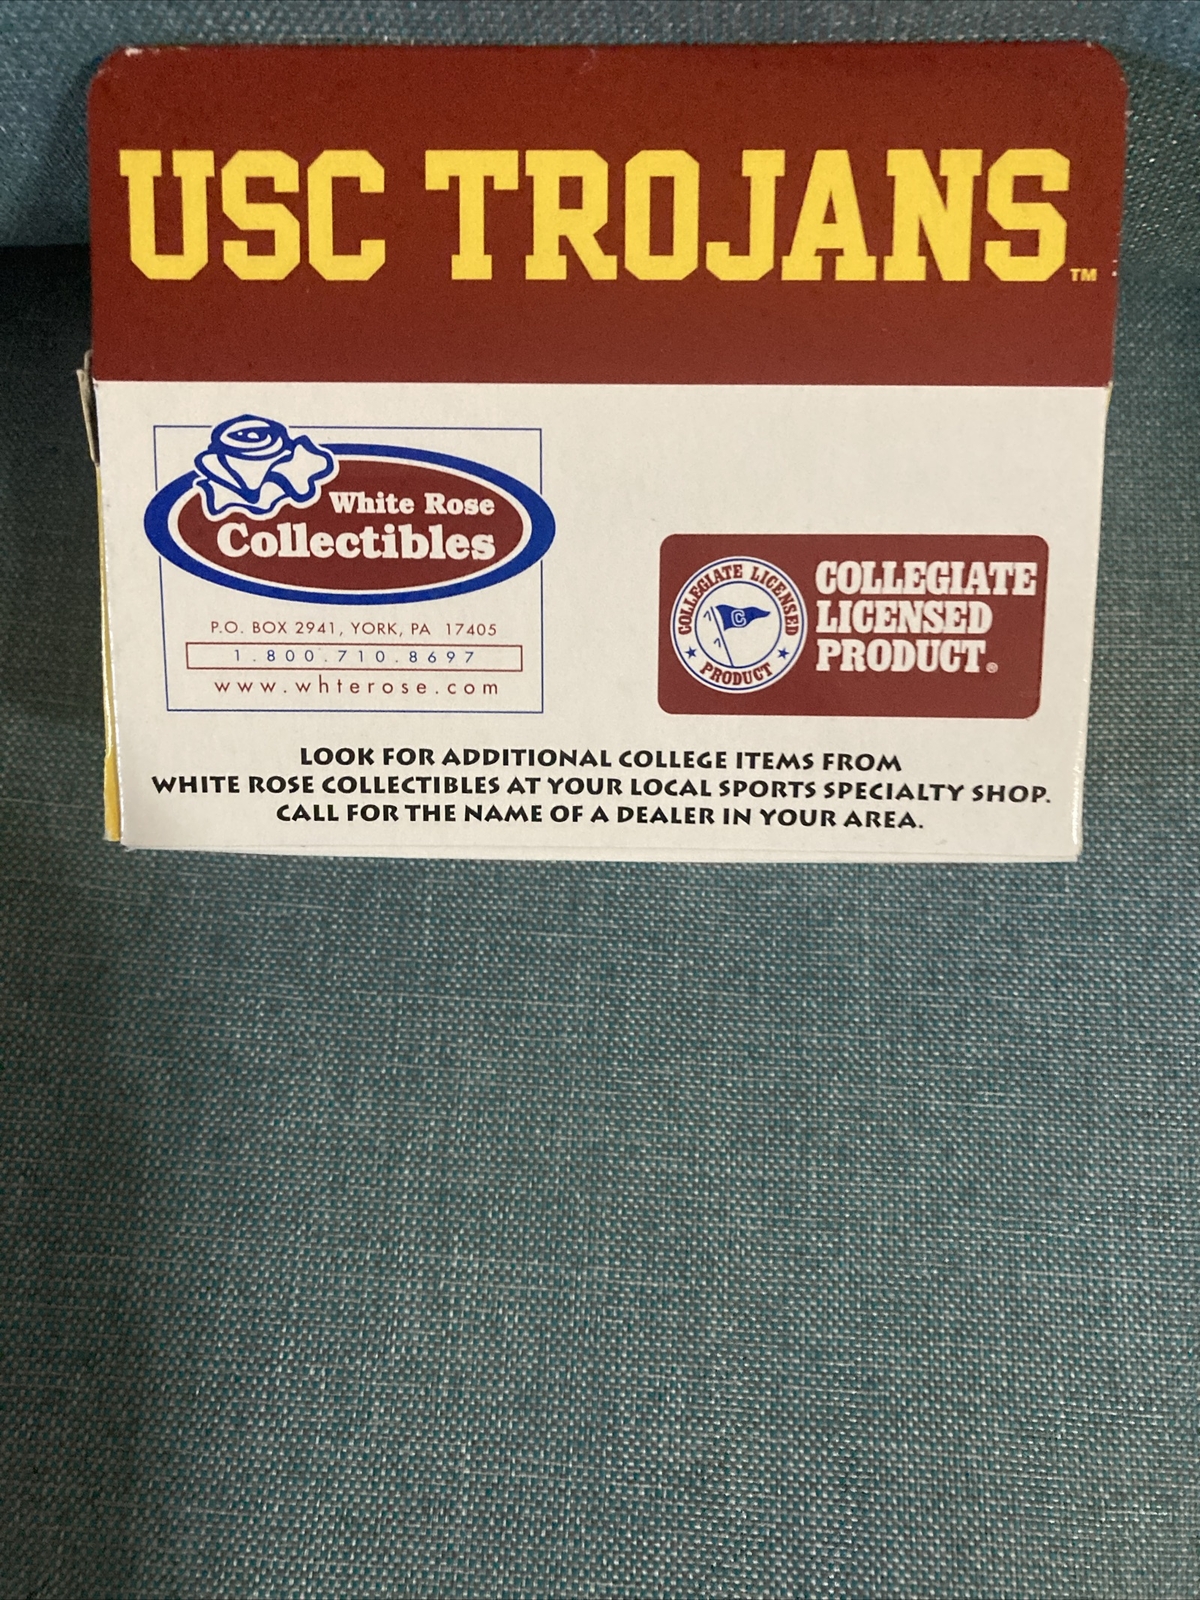 USC TROJANS™
White Rose
Collectibles
P.O. BOX 2941, YORK, PA 17405
1.800.710.8697
www.whterose.com
COLLEGIATE LICENSED
PRODUCT
C
COLLEGIATE
LICENSED
PRODUCT®
LOOK FOR ADDITIONAL COLLEGE ITEMS FROM
WHITE ROSE COLLECTIBLES AT YOUR LOCAL SPORTS SPECIALTY SHOP.
CALL FOR THE NAME OF A DEALER IN YOUR AREA.